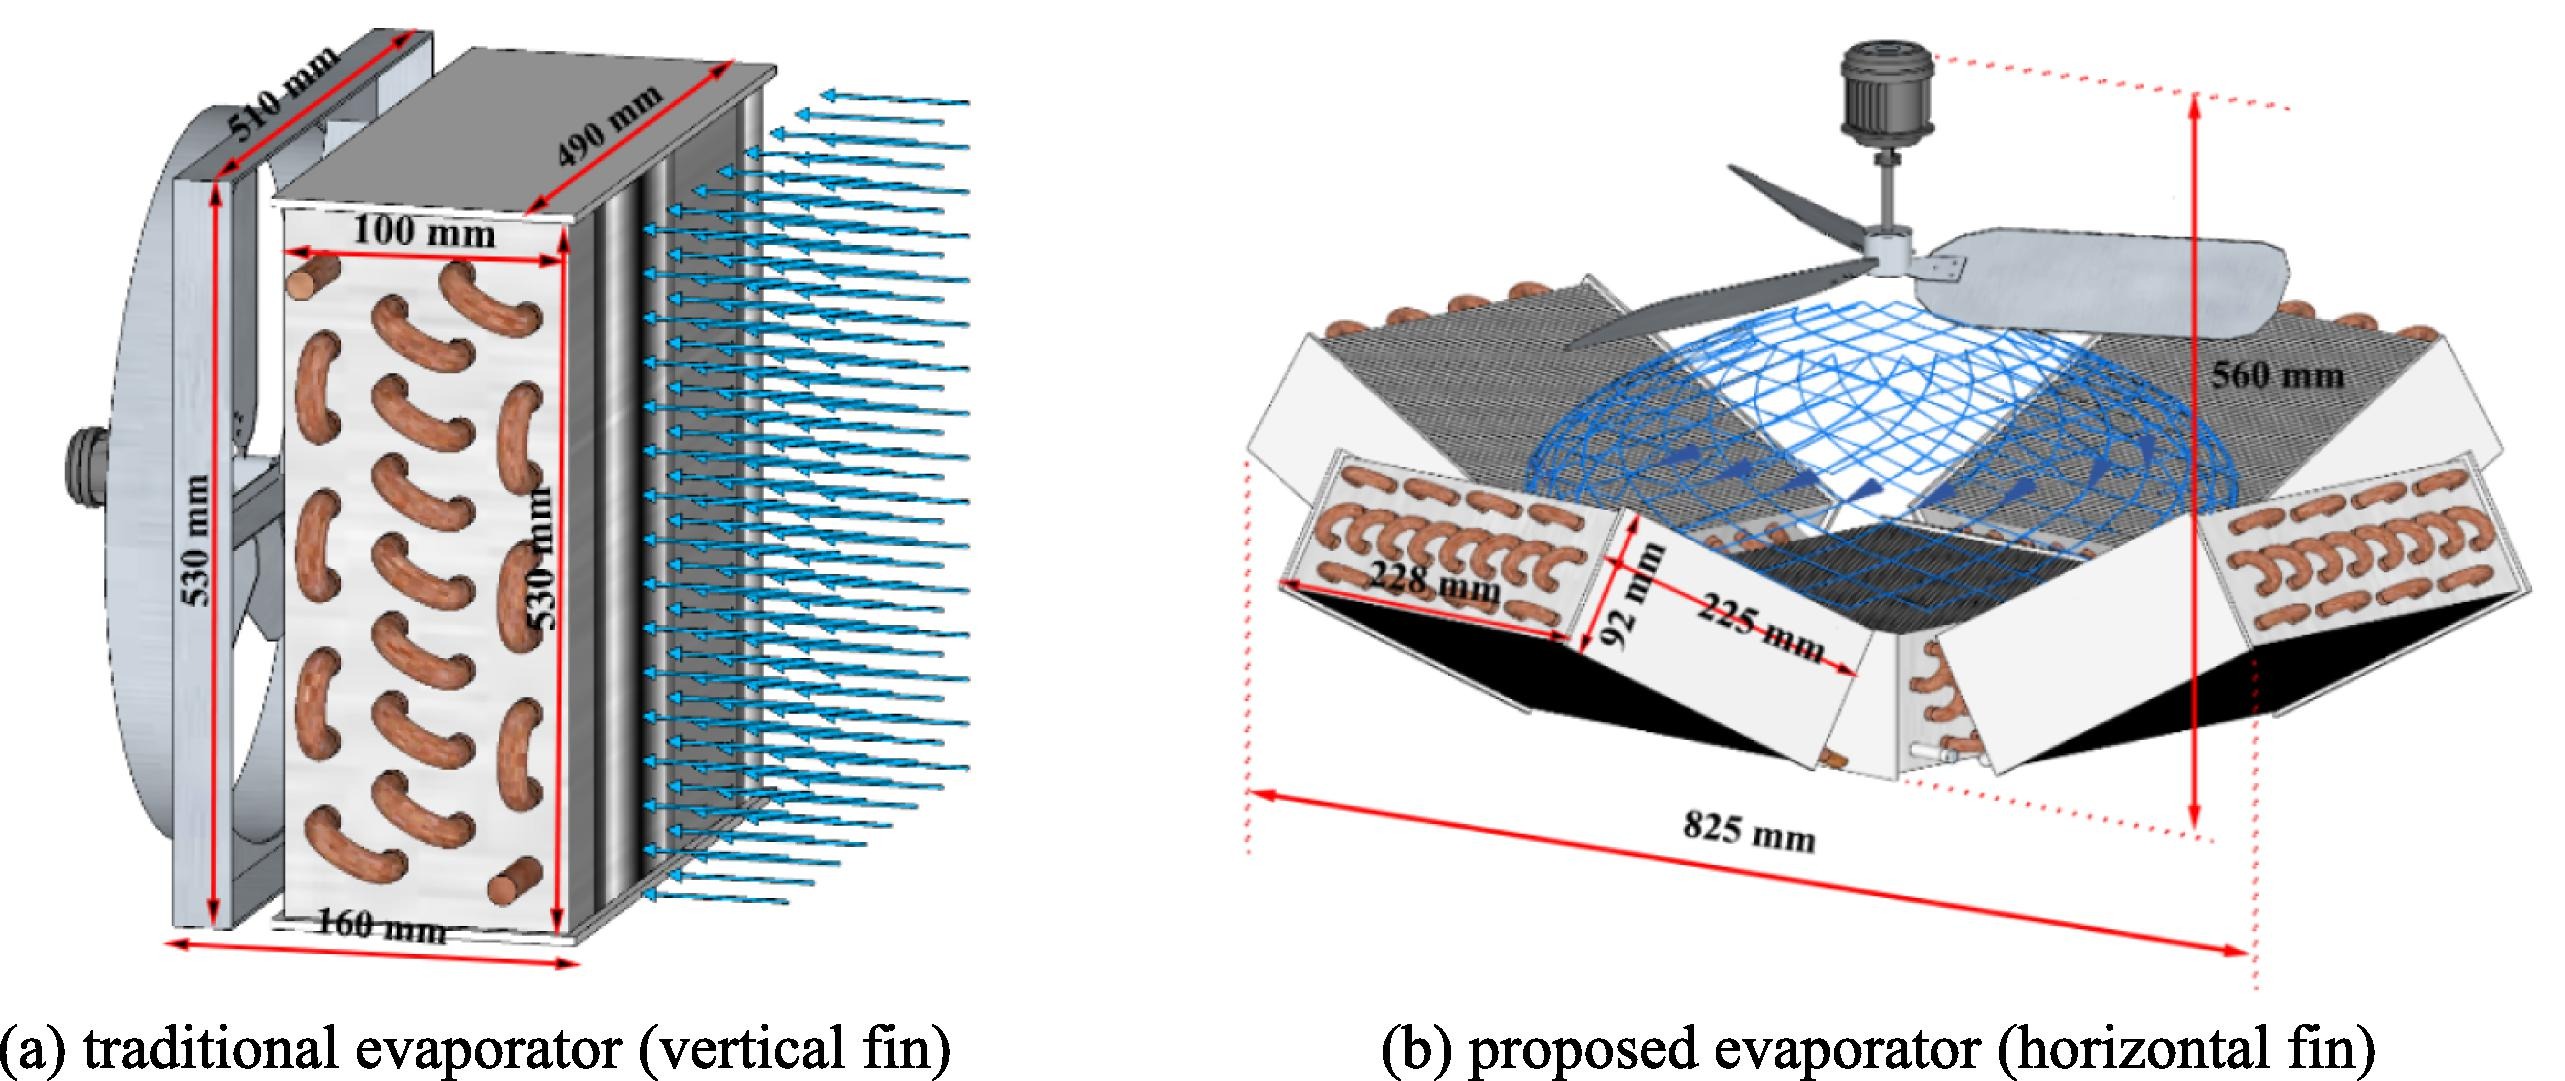 510 mm
490 mm
100 mm
530 mm
530 mm
160 mm
560 mm
228 mm
92 mm
225 mm
825 mm
(a) traditional evaporator (vertical fin)
(b) proposed evaporator (horizontal fin)